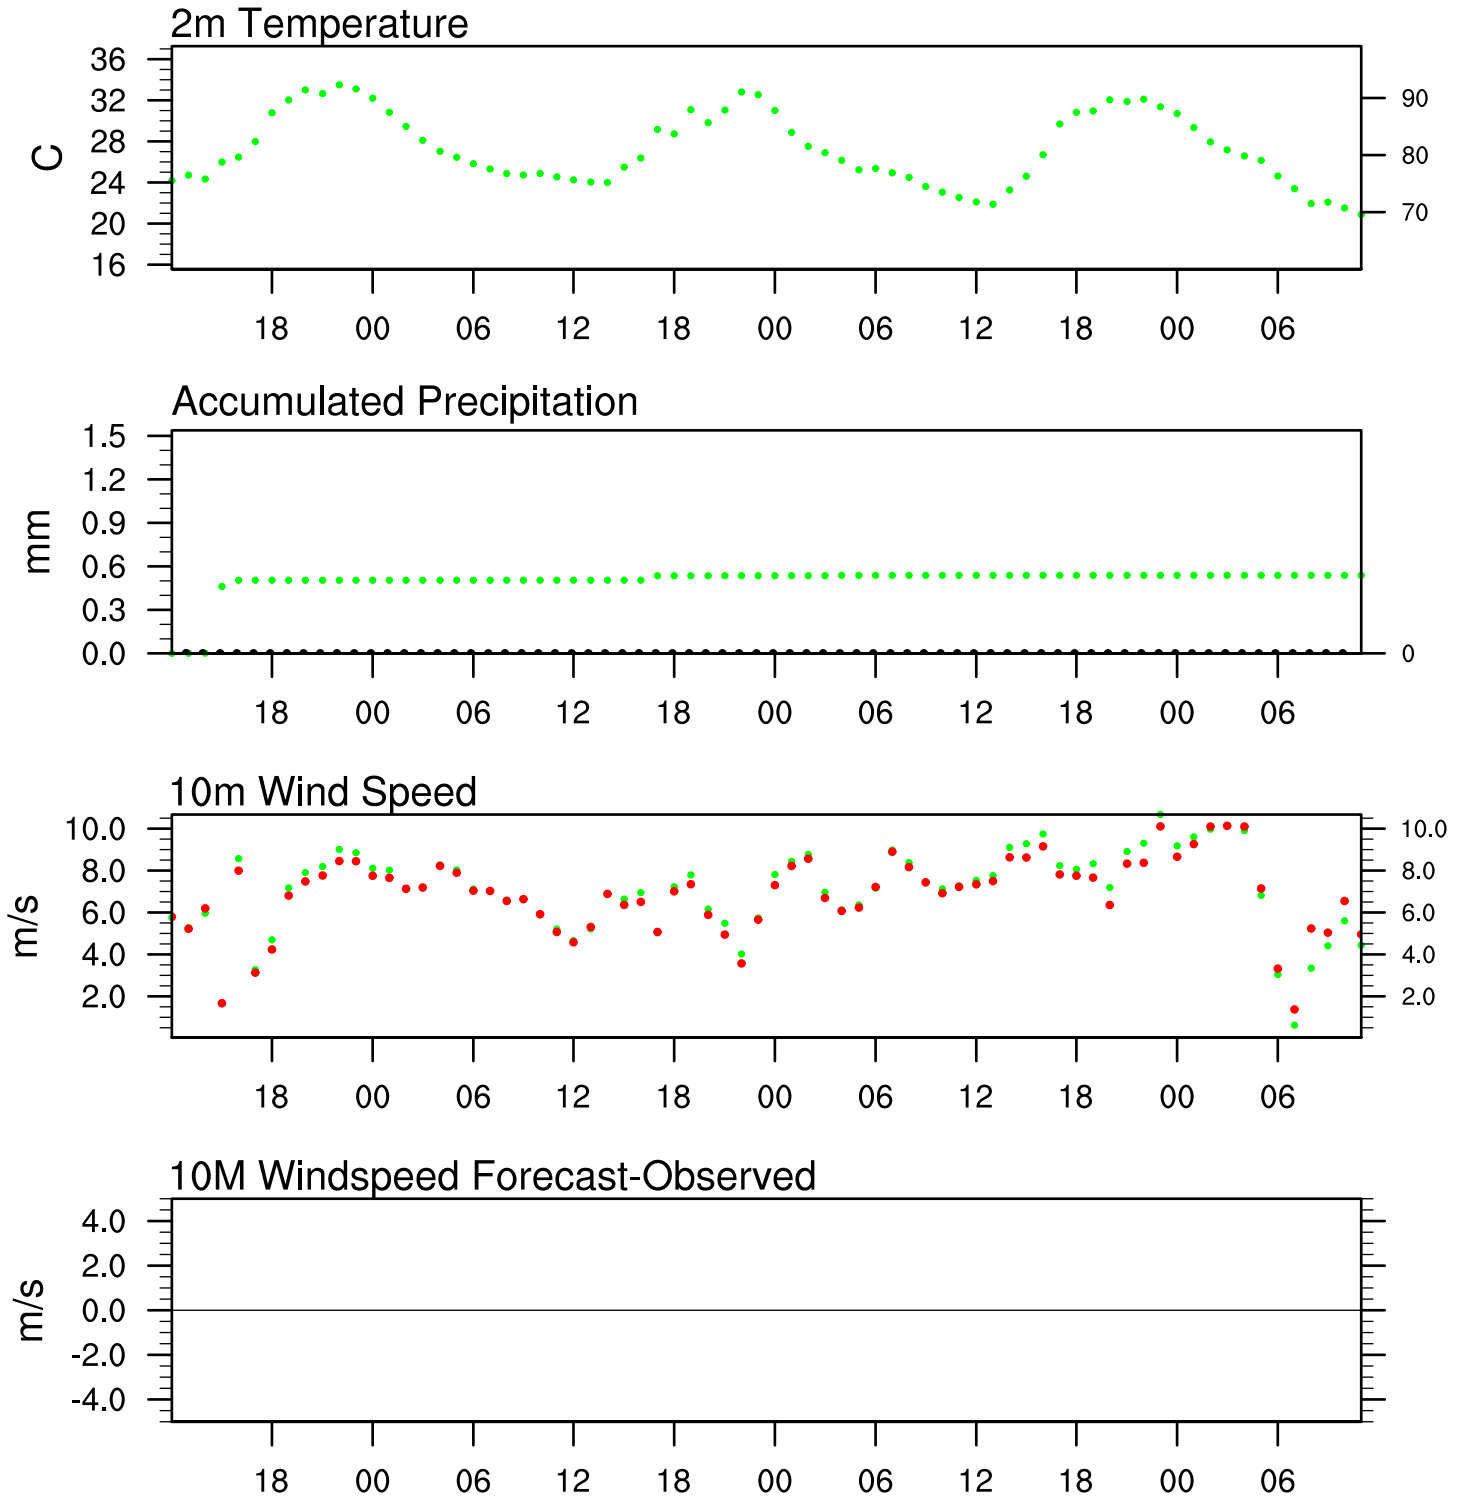 2m Temperature
36
32
28
24
20
16
C
90
80
70
18 00 06 12 18 00 06 12 18 00 06
Accumulated Precipitation
1.5
1.2
0.9
0.6
0.3
0.0
mm
0
18 00 06 12 18 00 06 12 18 00 06
10m Wind Speed
10.0
8.0
6.0
4.0
2.0
m/s
10.0
8.0
6.0
4.0
2.0
18 00 06 12 18 00 06 12 18 00 06
10M Windspeed Forecast-Observed
4.0
2.0
0.0
-2.0
-4.0
m/s
18 00 06 12 18 00 06 12 18 00 06